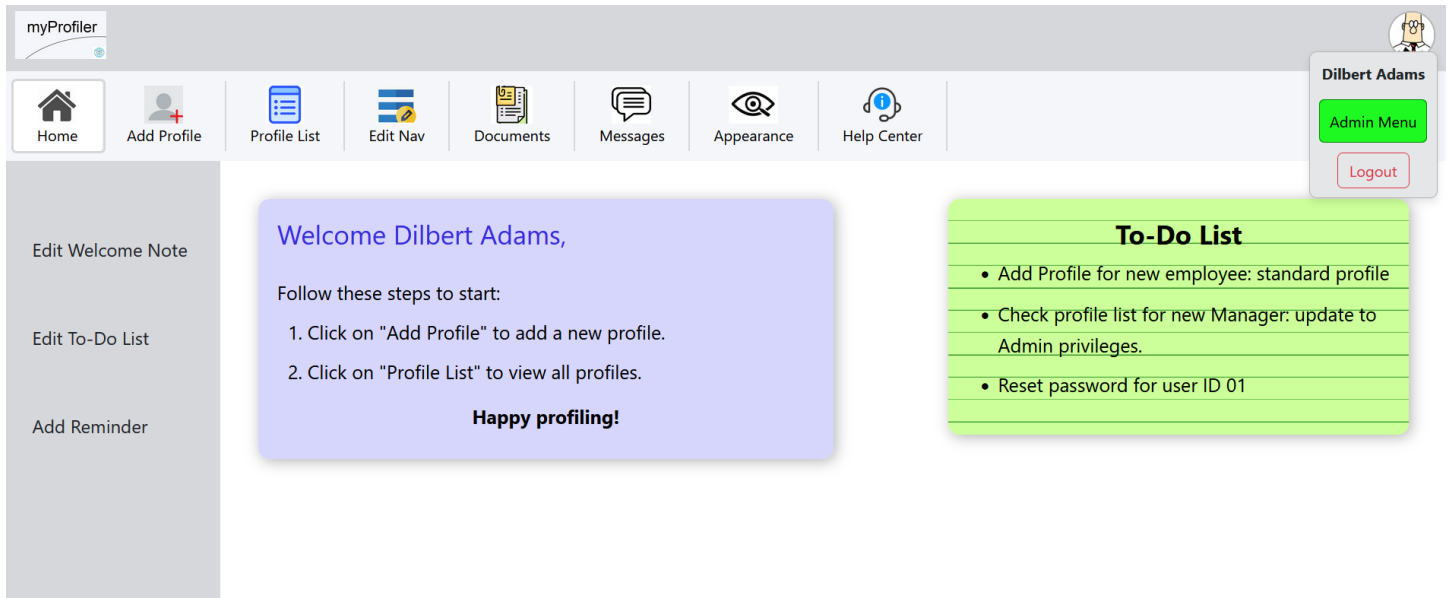 myProfiler
Dilbert Adams
Admin Menu
Logout
Home
Add Profile
Profile List
Edit Nav
Documents
Messages
Appearance
Help Center
Edit Welcome Note
Edit To-Do List
Add Reminder
Welcome Dilbert Adams,
Follow these steps to start:
1. Click on "Add Profile" to add a new profile.
2. Click on "Profile List" to view all profiles.
Happy profiling!
To-Do List
• Add Profile for new employee: standard profile
• Check profile list for new Manager: update to
Admin privileges.
• Reset password for user ID 01